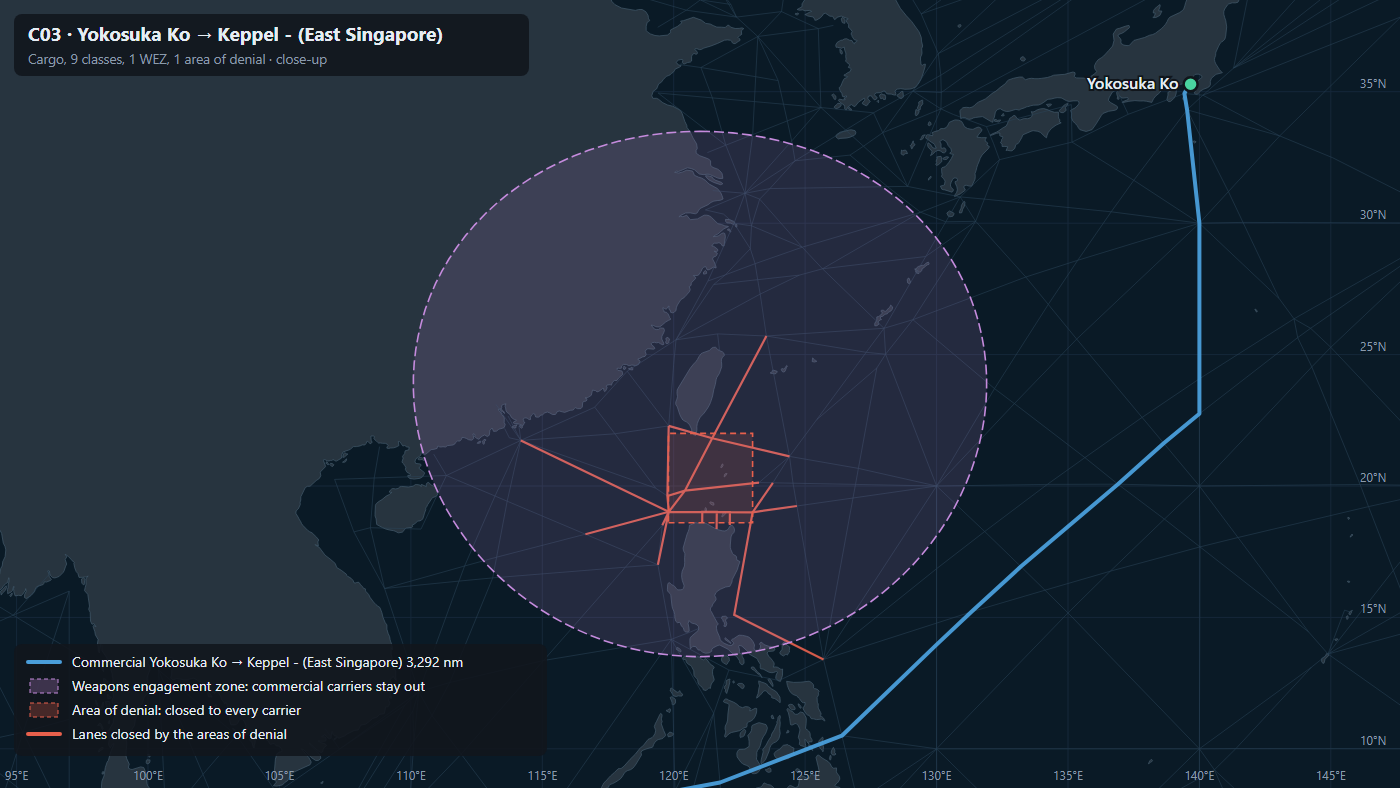 C03 · Yokosuka Ko → Keppel - (East Singapore)
Cargo, 9 classes, 1 WEZ, 1 area of denial · close-up
Yokosuka Ko
35°N
30°N
25°N
20°N
15°N
10°N
Commercial Yokosuka Ko → Keppel - (East Singapore) 3,292 nm
Weapons engagement zone: commercial carriers stay out
Area of denial: closed to every carrier
Lanes closed by the areas of denial
95°E 100°E 105°E 110°E 115°E 120°E 125°E 130°E 135°E 140°E 145°E